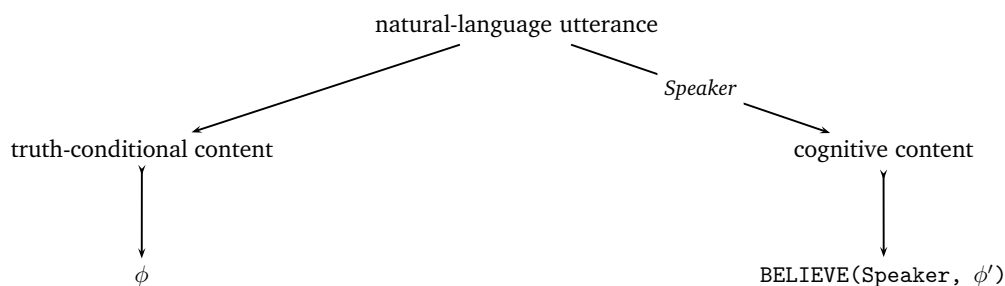 natural-language utterance
Speaker
truth-conditional content
cognitive content
ϕ
BELIEVE(Speaker, ϕ′)